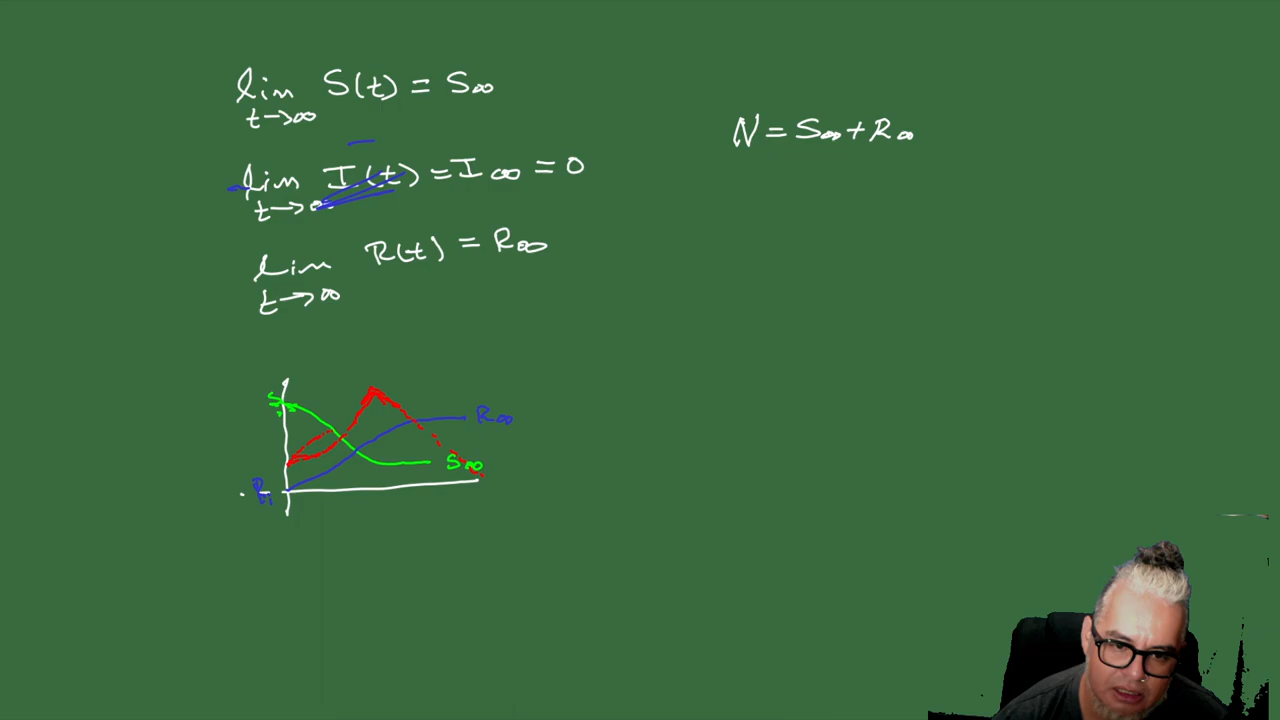 lim S(t) = S∞
t→∞
N = S∞ + R∞
lim I(t) = I∞ = 0
t→∞
lim R(t) = R∞
t→∞
R∞
S∞